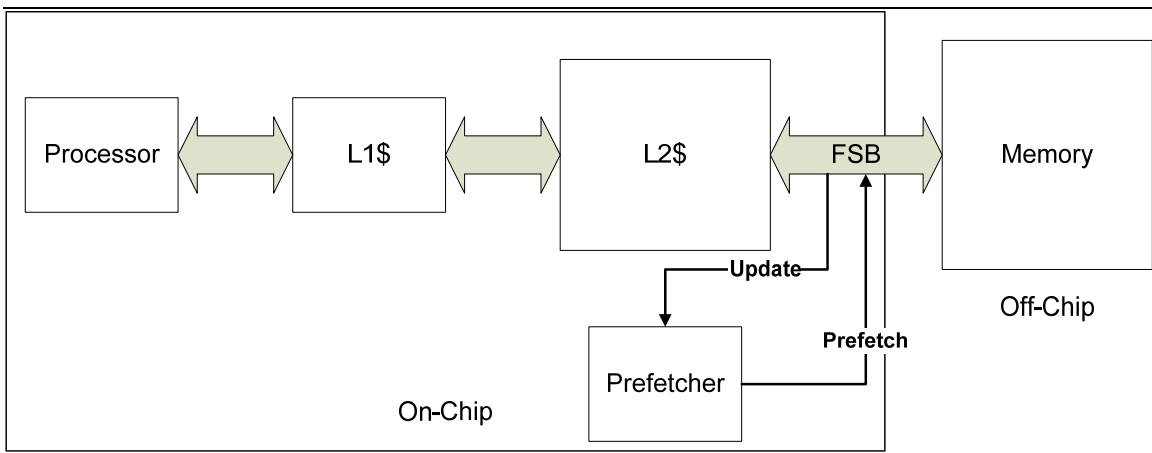 Processor
L1$
L2$
FSB
Memory
Update
Off-Chip
Prefetch
Prefetcher
On-Chip